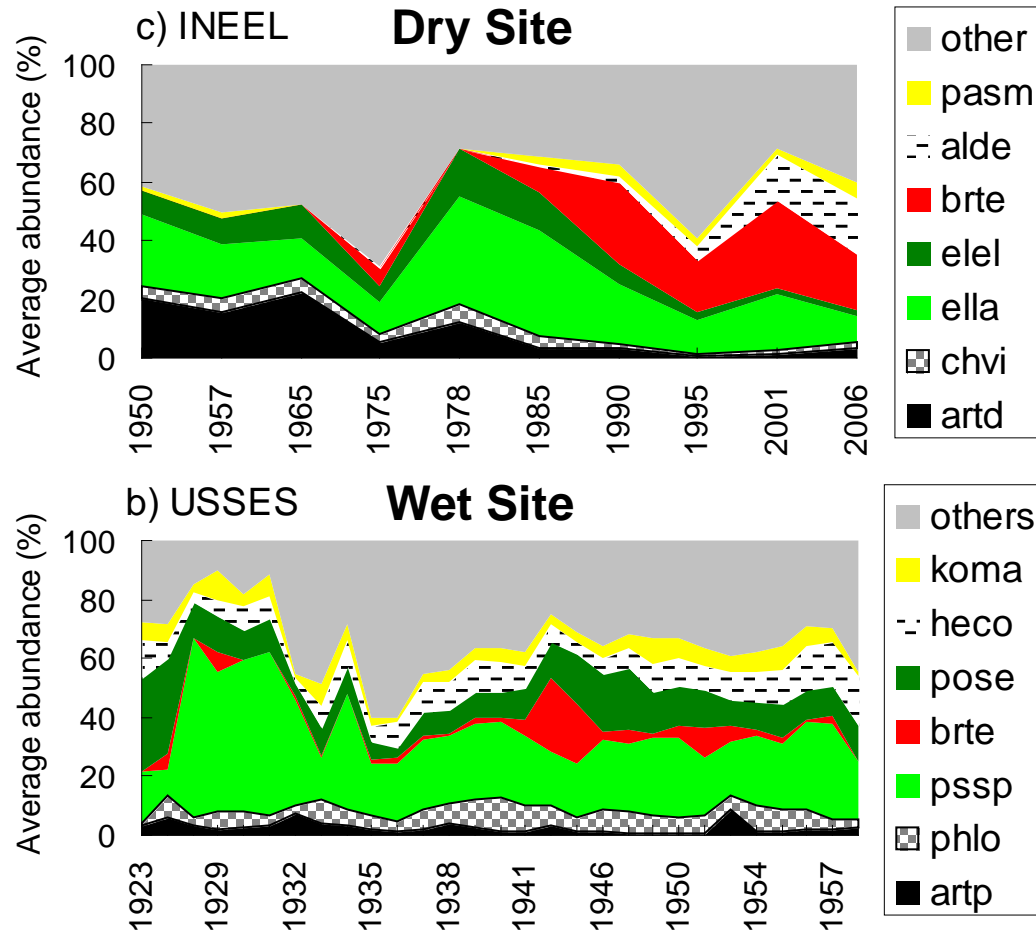 c) INEEL Dry Site
Average abundance (%)
100
80
60
40
20
0
1950 1957 1965 1975 1978 1985 1990 1995 2001 2006
other
pasm
alde
brte
elel
ella
chvi
artd
b) USSES Wet Site
Average abundance (%)
100
80
60
40
20
0
1923 1929 1932 1935 1938 1941 1946 1950 1954 1957
others
koma
heco
pose
brte
pssp
phlo
artp